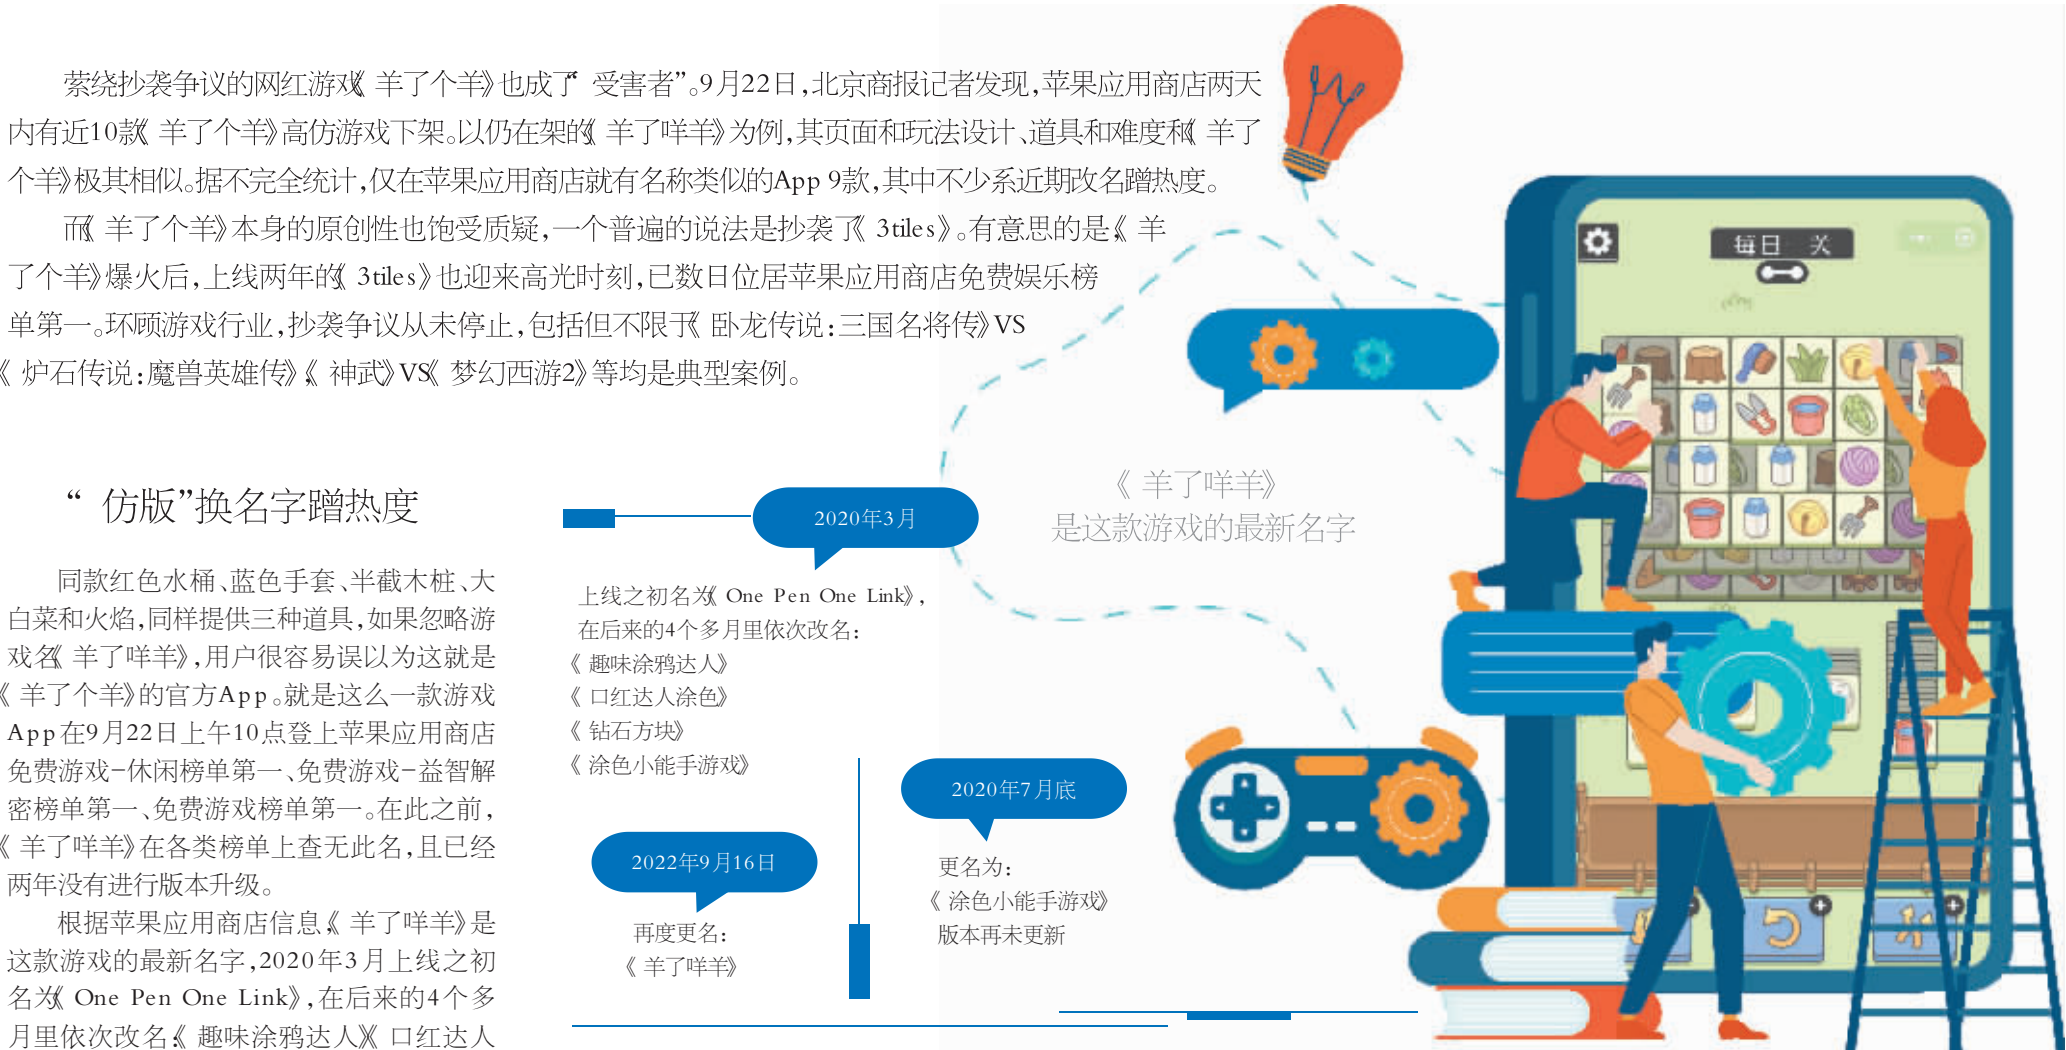 萦绕抄袭争议的网红游戏《羊了个羊》也成了“受害者”。9月22日，北京商报记者发现，苹果应用商店两天
内有近10款《羊了个羊》高仿游戏下架。以仍在架的《羊了咩羊》为例，其页面和玩法设计、道具和难度和《羊了
个羊》极其相似。据不完全统计，仅在苹果应用商店就有名称类似的App 9款，其中不少系近期改名蹭热度。
而《羊了个羊》本身的原创性也饱受质疑，一个普遍的说法是抄袭了《3tiles》。有意思的是，《羊
了个羊》爆火后，上线两年的《3tiles》也迎来高光时刻，已数日位居苹果应用商店免费娱乐榜
单第一。环顾游戏行业，抄袭争议从未停止，包括但不限于《卧龙传说：三国名将传》VS
《炉石传说：魔兽英雄传》、《神武》VS《梦幻西游2》等均是典型案例。
“仿版”换名字蹭热度
同款红色水桶、蓝色手套、半截木桩、大
白菜和火焰，同样提供三种道具，如果忽略游
戏名《羊了咩羊》，用户很容易误以为这就是
《羊了个羊》的官方App。就是这么一款游戏
App在9月22日上午10点登上苹果应用商店
免费游戏-休闲榜单第一、免费游戏-益智解
密榜单第一、免费游戏榜单第一。在此之前，
《羊了咩羊》在各类榜单上查无此名，且已经
两年没有进行版本升级。
根据苹果应用商店信息，《羊了咩羊》是
这款游戏的最新名字，2020年3月上线之初
名为《One Pen One Link》，在后来的4个多
月里依次改名：《趣味涂鸦达人》《口红达人
《羊了咩羊》
是这款游戏的最新名字
2020年3月
上线之初名为《One Pen One Link》，
在后来的4个多月里依次改名：
《趣味涂鸦达人》
《口红达人涂色》
《钻石方块》
《涂色小能手游戏》
2020年7月底
更名为：
《涂色小能手游戏》
版本再未更新
2022年9月16日
再度更名：
《羊了咩羊》
每日 关